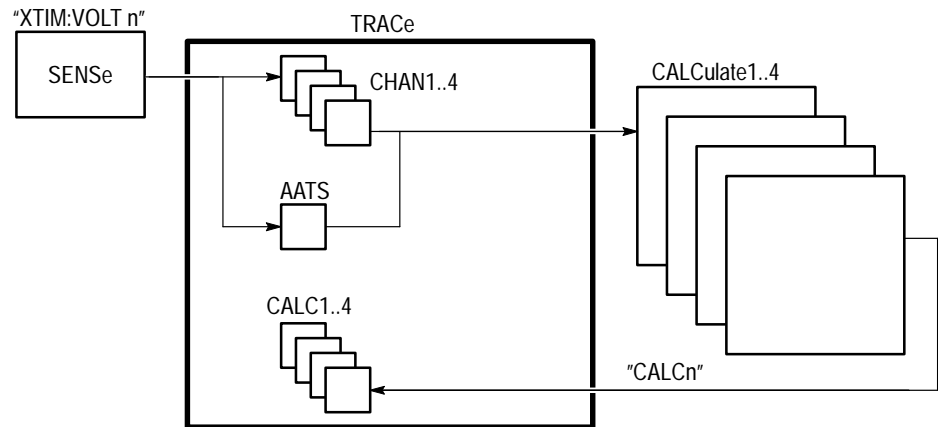 “XTIM:VOLT n”
TRACe
SENSe
CHAN1..4
CALCulate1..4
AATS
CALC1..4
"CALCn"